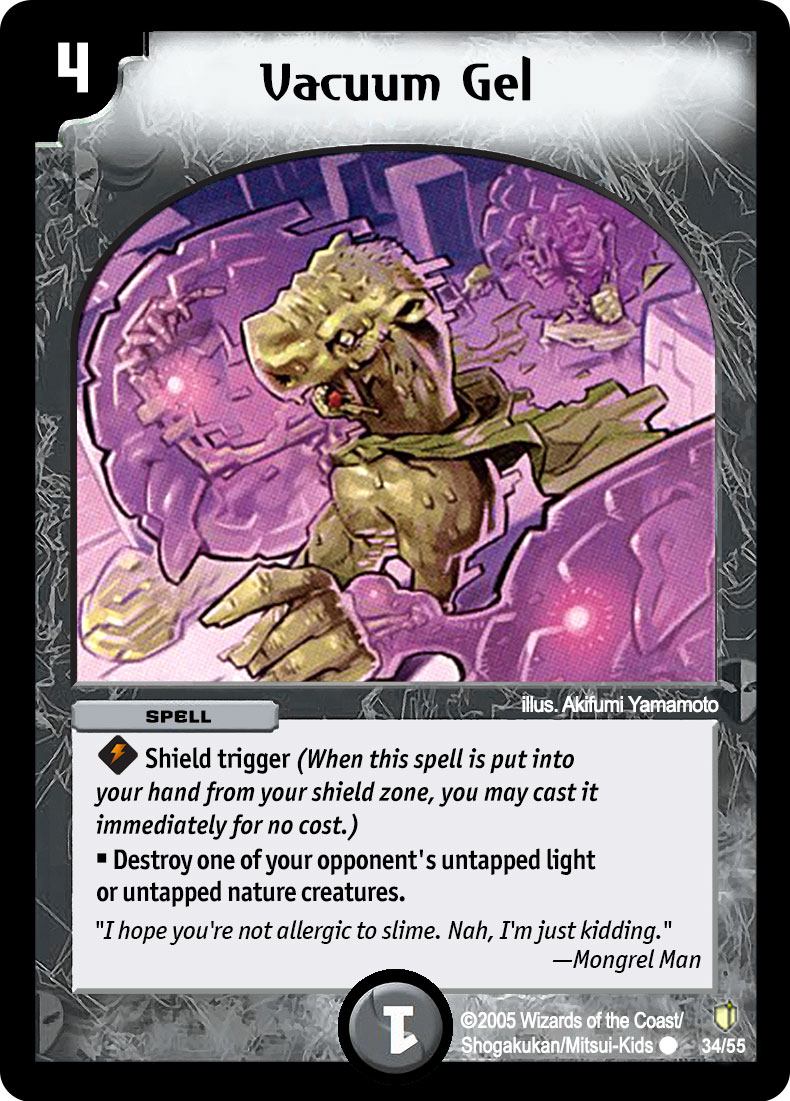 4
Vacuum Gel
illus. Akifumi Yamamoto
SPELL
Shield trigger (When this spell is put into
your hand from your shield zone, you may cast it
immediately for no cost.)
▪ Destroy one of your opponent's untapped light
or untapped nature creatures.
"I hope you're not allergic to slime. Nah, I'm just kidding."
—Mongrel Man
1
©2005 Wizards of the Coast/
Shogakukan/Mitsui-Kids ● 34/55